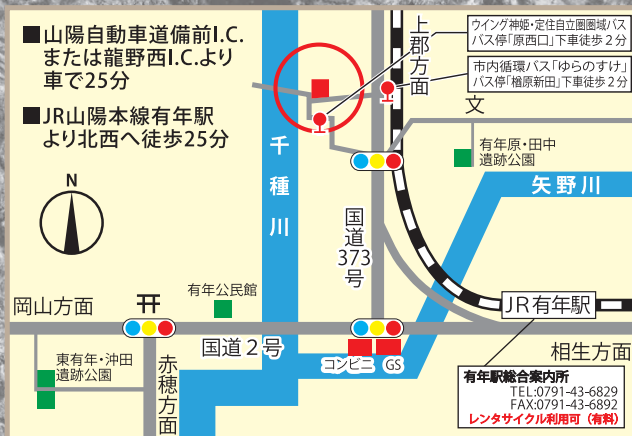 ■山陽自動車道備前I.C.
または龍野西I.C.より
車で25分
■JR山陽本線有年駅
より北西へ徒歩25分
N
上郡方面
ウイング神姫・定住自立圏圏域バス
バス停「原西口」下車徒歩2分
市内循環バス「ゆらのすけ」
バス停「楢原新田」下車徒歩2分
文
有年原・田中
遺跡公園
千種川
矢野川
国道
373
号
有年公民館
岡山方面
JR有年駅
国道2号
コンビニ
GS
相生方面
東有年・沖田
遺跡公園
赤穂方面
有年駅総合案内所
TEL:0791-43-6829
FAX:0791-43-6892
レンタサイクル利用可（有料）